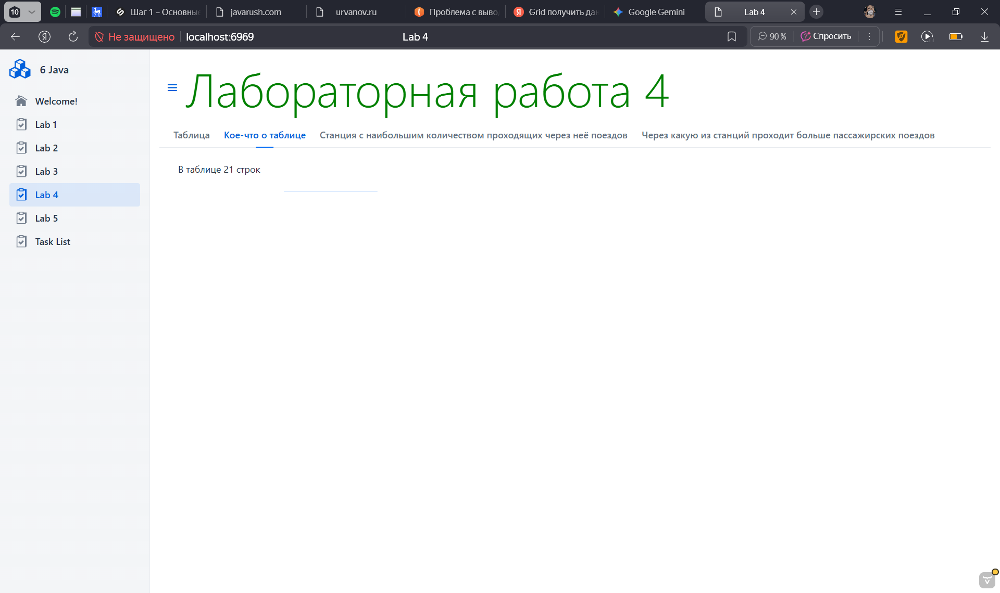 10
Шаг 1 – Основные
javarush.com
urvanov.ru
Проблема с выво
Grid получить да
Google Gemini
Lab 4
Не защищено
localhost:6969
Lab 4
90 %
Спросить
6 Java
Welcome!
Lab 1
Lab 2
Lab 3
Lab 4
Lab 5
Task List
Лабораторная работа 4
Таблица
Кое-что о таблице
Станция с наибольшим количеством проходящих через неё поездов
Через какую из станций проходит больше пассажирских поездов
В таблице 21 строк